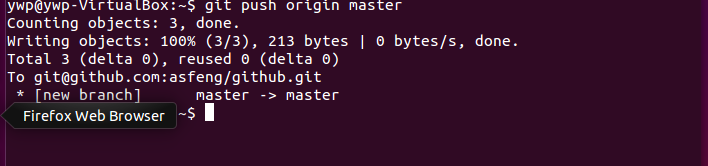 ywp@ywp-VirtualBox:~$ git push origin master
Counting objects: 3, done.
Writing objects: 100% (3/3), 213 bytes | 0 bytes/s, done.
Total 3 (delta 0), reused 0 (delta 0)
To git@github.com:asfeng/github.git
 * [new branch]      master -> master
Firefox Web Browser ~$